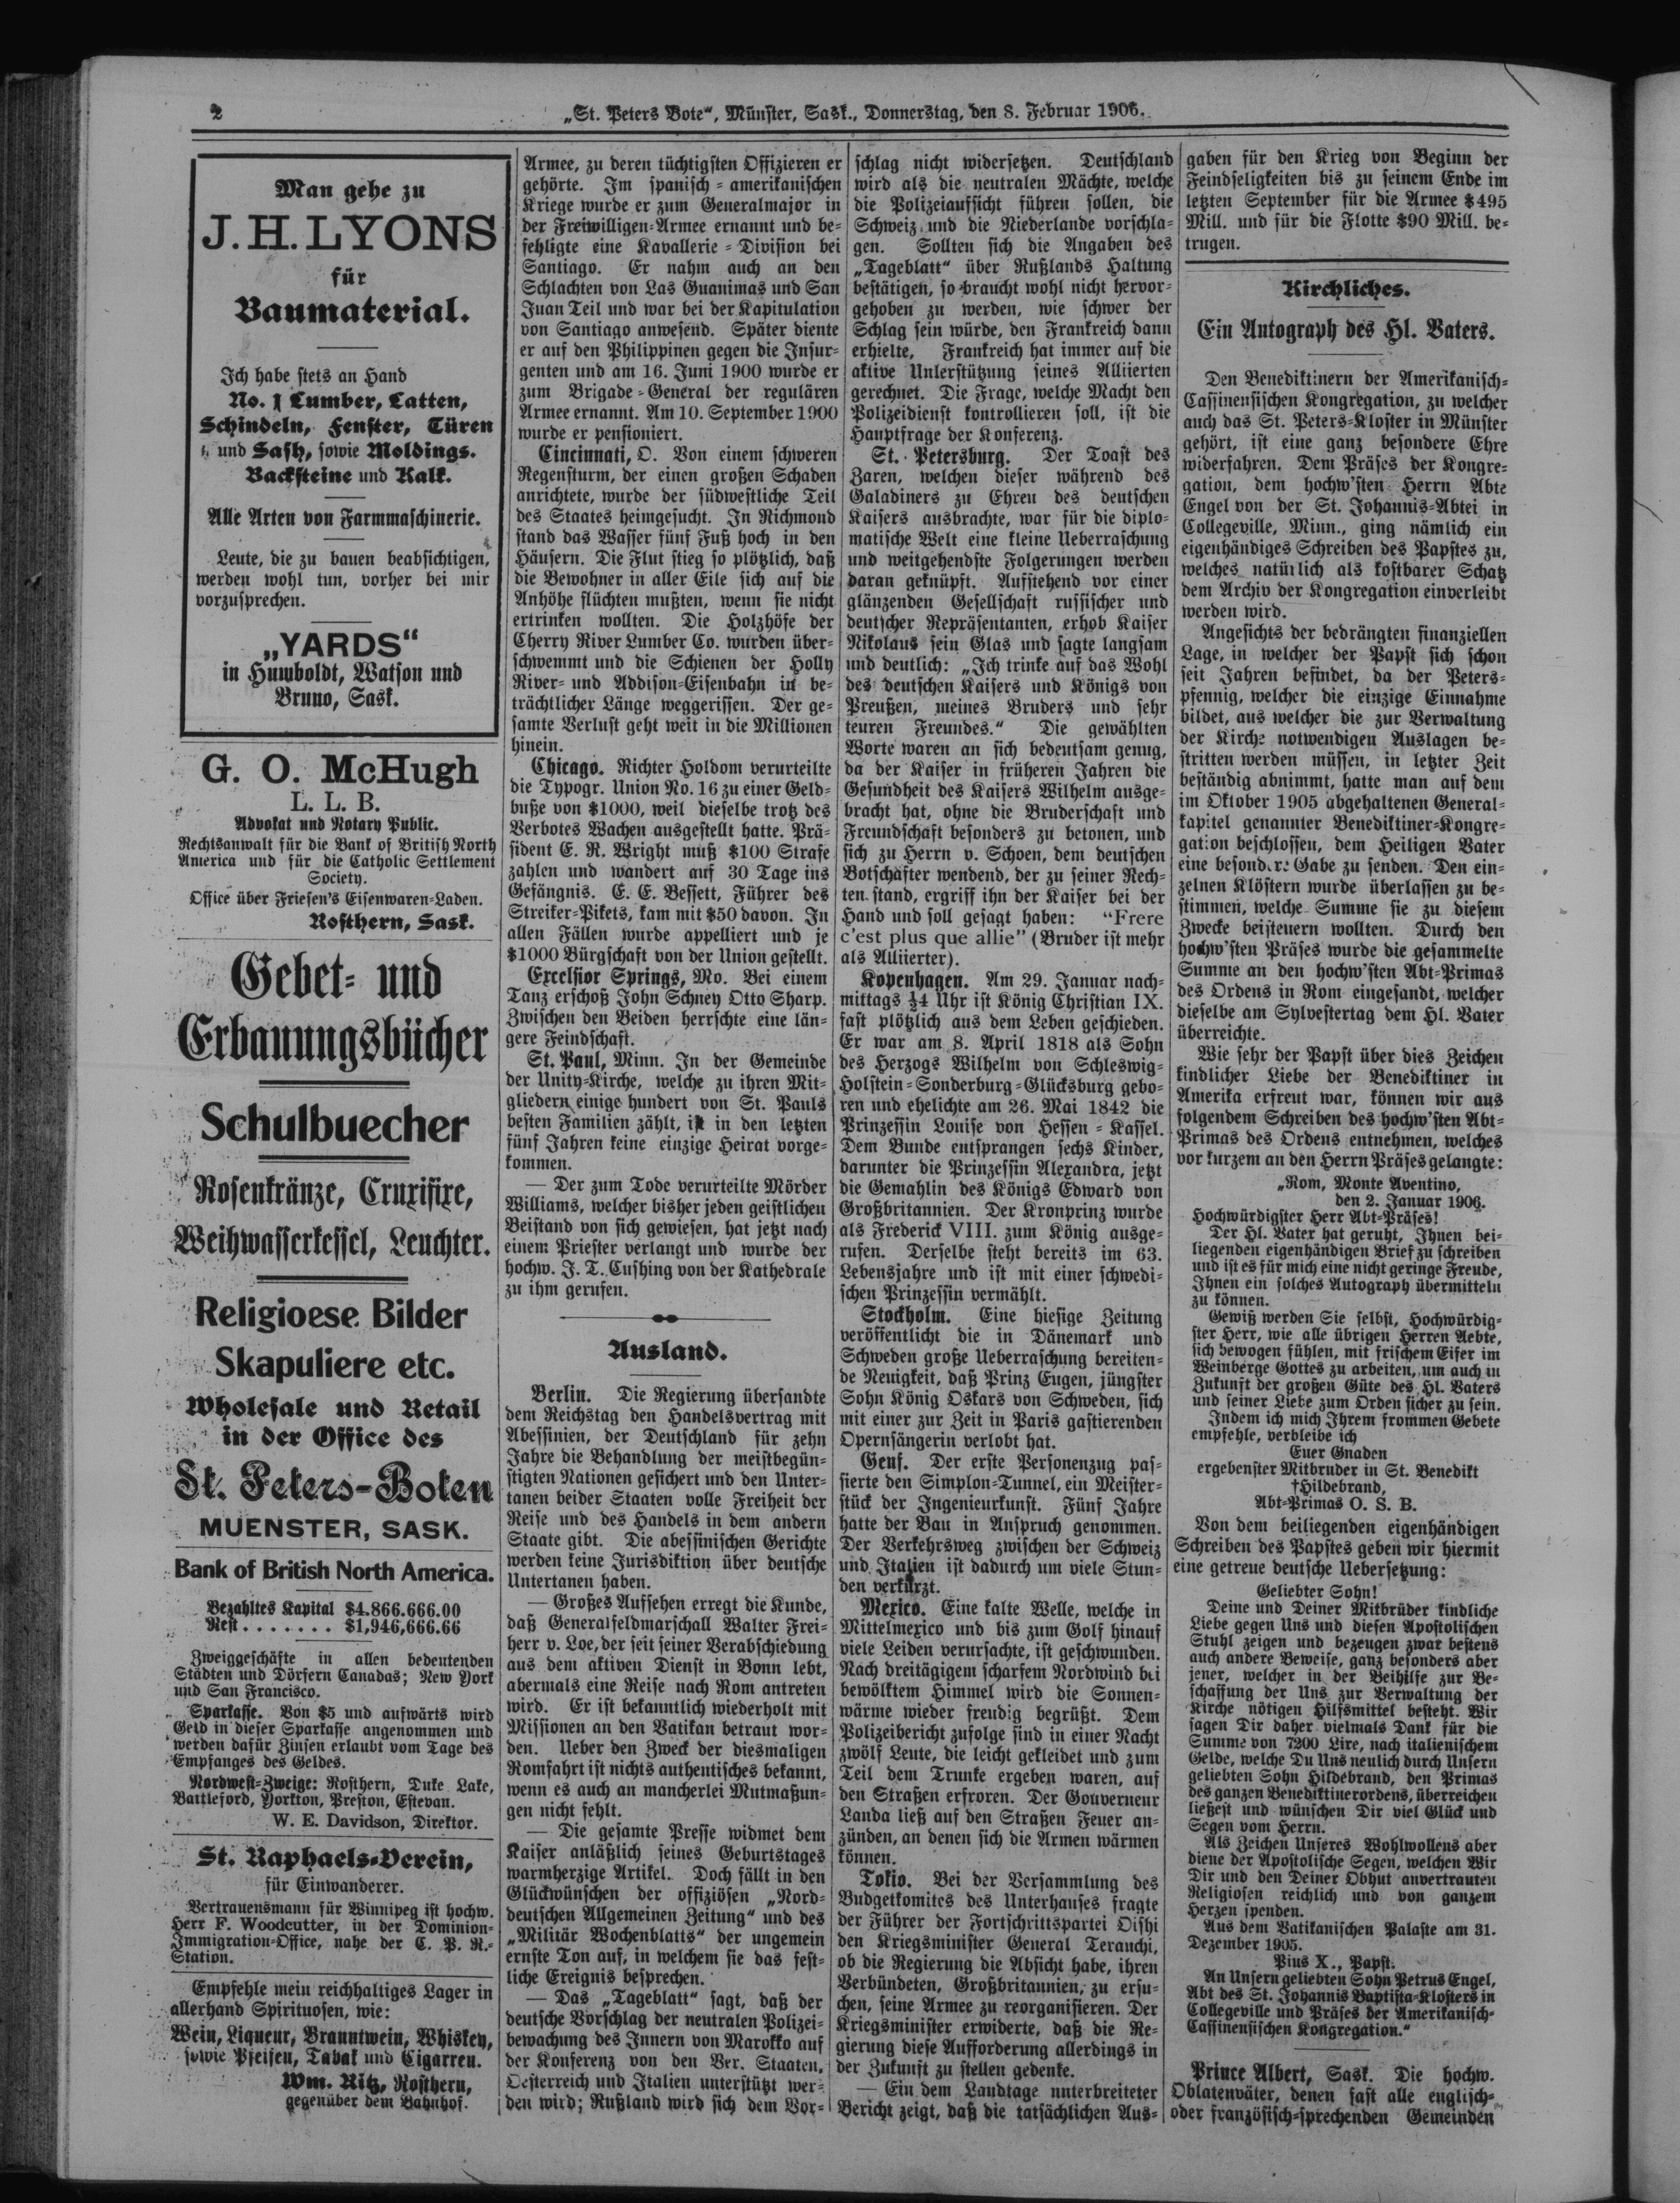 2
„St. Peters Bote“, Münster, Sask., Donnerstag, den 8. Februar 1906.
Man gehe zu
J. H. LYONS
für
Baumaterial.
Ich habe stets an Hand
No. 1 Lumber, Latten,
Schindeln, Fenster, Türen
und Sash, sowie Moldings.
Backsteine und Kalk.
Alle Arten von Farmmaschinerie.
Leute, die zu bauen beabsichtigen,
werden wohl tun, vorher bei mir
vorzusprechen.
„YARDS“
in Humboldt, Watson und
Bruno, Sask.
G. O. McHugh
L. L. B.
Advokat und Notary Public.
Rechtsanwalt für die Bank of British North
America und für die Catholic Settlement
Society.
Office über Friesen's Eisenwaren-Laden.
Rosthern, Sask.
Gebet- und
Erbauungsbücher
Schulbuecher
Rosenkränze, Cruxifixe,
Weihwasserkessel, Leuchter.
Religioese Bilder
Skapuliere etc.
Wholesale und Retail
in der Office des
St. Peters-Boten
MUENSTER, SASK.
Bank of British North America.
Bezahltes Kapital $4.866.666.00
Rest . . . . . . . $1,946,666.66
Zweiggeschäfte in allen bedeutenden
Städten und Dörfern Canadas; New York
und San Francisco.
Sparkasse. Von $5 und aufwärts wird
Geld in dieser Sparkasse angenommen und
werden dafür Zinsen erlaubt vom Tage des
Empfanges des Geldes.
Nordwest-Zweige: Rosthern, Duke Lake,
Battleford, Yorkton, Preston, Estevan.
W. E. Davidson, Direktor.
St. Raphaels-Verein,
für Einwanderer.
Vertrauensmann für Winnipeg ist hochw.
Herr F. Woodcutter, in der Dominion-
Immigration-Office, nahe der C. P. R.-
Station.
Empfehle mein reichhaltiges Lager in
allerhand Spirituosen, wie:
Wein, Liqueur, Branntwein, Whiskey,
sowie Pfeifen, Tabak und Cigarren.
Wm. Ritz, Rosthern,
gegenüber dem Bahnhof.
Armee, zu deren tüchtigsten Offizieren er
gehörte. Im spanisch-amerikanischen
Kriege wurde er zum Generalmajor in
der Freiwilligen-Armee ernannt und be-
fehligte eine Kavallerie-Division bei
Santiago. Er nahm auch an den
Schlachten von Las Guanimas und San
Juan Teil und war bei der Kapitulation
von Santiago anwesend. Später diente
er auf den Philippinen gegen die Insur-
genten und am 16. Juni 1900 wurde er
zum Brigade-General der regulären
Armee ernannt. Am 10. September 1900
wurde er pensioniert.
Cincinnati, O. Von einem schweren
Regensturm, der einen großen Schaden
anrichtete, wurde der südwestliche Teil
des Staates heimgesucht. In Richmond
stand das Wasser fünf Fuß hoch in den
Häusern. Die Flut stieg so plötzlich, daß
die Bewohner in aller Eile sich auf die
Anhöhe flüchten mußten, wenn sie nicht
ertrinken wollten. Die Holzhöfe der
Cherry River Lumber Co. wurden über-
schwemmt und die Schienen der Holly
River- und Addison-Eisenbahn in be-
trächtlicher Länge weggerissen. Der ge-
samte Verlust geht weit in die Millionen
hinein.
Chicago. Richter Holdom verurteilte
die Typogr. Union No. 16 zu einer Geld-
buße von $1000, weil dieselbe trotz des
Verbotes Wachen ausgestellt hatte. Prä-
sident E. R. Wright muß $100 Strafe
zahlen und wandert auf 30 Tage ins
Gefängnis. E. E. Bessett, Führer des
Streiker-Pikets, kam mit $50 davon. In
allen Fällen wurde appelliert und je
$1000 Bürgschaft von der Union gestellt.
Excelsior Springs, Mo. Bei einem
Tanz erschoß John Schney Otto Sharp.
Zwischen den Beiden herrschte eine län-
gere Feindschaft.
St. Paul, Minn. In der Gemeinde
der Unity-Kirche, welche zu ihren Mit-
gliedern einige hundert von St. Pauls
besten Familien zählt, ist in den letzten
fünf Jahren keine einzige Heirat vorge-
kommen.
— Der zum Tode verurteilte Mörder
Williams, welcher bisher jeden geistlichen
Beistand von sich gewiesen, hat jetzt nach
einem Priester verlangt und wurde der
hochw. J. T. Cushing von der Kathedrale
zu ihm gerufen.
Ausland.
Berlin. Die Regierung übersandte
dem Reichstag den Handelsvertrag mit
Abessinien, der Deutschland für zehn
Jahre die Behandlung der meistbegün-
stigten Nationen gesichert und den Unter-
tanen beider Staaten volle Freiheit der
Reise und des Handels in dem andern
Staate gibt. Die abessinischen Gerichte
werden keine Jurisdiktion über deutsche
Untertanen haben.
— Großes Aufsehen erregt die Kunde,
daß Generalfeldmarschall Walter Frei-
herr v. Loe, der seit seiner Verabschiedung
aus dem aktiven Dienst in Bonn lebt,
abermals eine Reise nach Rom antreten
wird. Er ist bekanntlich wiederholt mit
Missionen an den Vatikan betraut wor-
den. Ueber den Zweck der diesmaligen
Romfahrt ist nichts authentisches bekannt,
wenn es auch an mancherlei Mutmaßun-
gen nicht fehlt.
— Die gesamte Presse widmet dem
Kaiser anläßlich seines Geburtstages
warmherzige Artikel. Doch fällt in den
Glückwünschen der offiziösen „Nord-
deutschen Allgemeinen Zeitung“ und des
„Militär Wochenblatts“ der ungemein
ernste Ton auf, in welchem sie das fest-
liche Ereignis besprechen.
— Das „Tageblatt“ sagt, daß der
deutsche Vorschlag der neutralen Polizei-
bewachung des Innern von Marokko auf
der Konferenz von den Ver. Staaten,
Oesterreich und Italien unterstützt wer-
den wird; Rußland wird sich dem Vor-
schlag nicht widersetzen. Deutschland
wird als die neutralen Mächte, welche
die Polizeiaufsicht führen sollen, die
Schweiz und die Niederlande vorschla-
gen. Sollten sich die Angaben des
„Tageblatt“ über Rußlands Haltung
bestätigen, so braucht wohl nicht hervor-
gehoben zu werden, wie schwer der
Schlag sein würde, den Frankreich dann
erhielte. Frankreich hat immer auf die
aktive Unterstützung seines Alliierten
gerechnet. Die Frage, welche Macht den
Polizeidienst kontrollieren soll, ist die
Hauptfrage der Konferenz.
St. Petersburg. Der Toast des
Zaren, welchen dieser während des
Galadiners zu Ehren des deutschen
Kaisers ausbrachte, war für die diplo-
matische Welt eine kleine Ueberraschung
und weitgehendste Folgerungen werden
daran geknüpft. Aufstehend vor einer
glänzenden Gesellschaft russischer und
deutscher Repräsentanten, erhob Kaiser
Nikolaus sein Glas und sagte langsam
und deutlich: „Ich trinke auf das Wohl
des deutschen Kaisers und Königs von
Preußen, meines Bruders und sehr
teuren Freundes.“ Die gewählten
Worte waren an sich bedeutsam genug,
da der Kaiser in früheren Jahren die
Gesundheit des Kaisers Wilhelm ausge-
bracht hat, ohne die Bruderschaft und
Freundschaft besonders zu betonen, und
sich zu Herrn v. Schoen, dem deutschen
Botschafter wendend, der zu seiner Rech-
ten stand, ergriff ihn der Kaiser bei der
Hand und soll gesagt haben: “Frere
c'est plus que allie” (Bruder ist mehr
als Alliierter).
Kopenhagen. Am 29. Januar nach-
mittags ¾4 Uhr ist König Christian IX.
fast plötzlich aus dem Leben geschieden.
Er war am 8. April 1818 als Sohn
des Herzogs Wilhelm von Schleswig-
Holstein-Sonderburg-Glücksburg gebo-
ren und ehelichte am 26. Mai 1842 die
Prinzessin Louise von Hessen-Kassel.
Dem Bunde entsprangen sechs Kinder,
darunter die Prinzessin Alexandra, jetzt
die Gemahlin des Königs Edward von
Großbritannien. Der Kronprinz wurde
als Frederick VIII. zum König ausge-
rufen. Derselbe steht bereits im 63.
Lebensjahre und ist mit einer schwedi-
schen Prinzessin vermählt.
Stockholm. Eine hiesige Zeitung
veröffentlicht die in Dänemark und
Schweden große Ueberraschung bereiten-
de Neuigkeit, daß Prinz Eugen, jüngster
Sohn König Oskars von Schweden, sich
mit einer zur Zeit in Paris gastierenden
Opernsängerin verlobt hat.
Genf. Der erste Personenzug pas-
sierte den Simplon-Tunnel, ein Meister-
stück der Ingenieurkunst. Fünf Jahre
hatte der Bau in Anspruch genommen.
Der Verkehrsweg zwischen der Schweiz
und Italien ist dadurch um viele Stun-
den verkürzt.
Mexico. Eine kalte Welle, welche in
Mittelmexico und bis zum Golf hinauf
viele Leiden verursachte, ist geschwunden.
Nach dreitägigem scharfem Nordwind bei
bewölktem Himmel wird die Sonnen-
wärme wieder freudig begrüßt. Dem
Polizeibericht zufolge sind in einer Nacht
zwölf Leute, die leicht gekleidet und zum
Teil dem Trunke ergeben waren, auf
den Straßen erfroren. Der Gouverneur
Landa ließ auf den Straßen Feuer an-
zünden, an denen sich die Armen wärmen
können.
Tokio. Bei der Versammlung des
Budgetkomites des Unterhauses fragte
der Führer der Fortschrittspartei Oishi
den Kriegsminister General Terauchi,
ob die Regierung die Absicht habe, ihren
Verbündeten, Großbritannien, zu ersu-
chen, seine Armee zu reorganisieren. Der
Kriegsminister erwiderte, daß die Re-
gierung diese Aufforderung allerdings in
der Zukunft zu stellen gedenke.
— Ein dem Landtage unterbreiteter
Bericht zeigt, daß die tatsächlichen Aus-
gaben für den Krieg von Beginn der
Feindseligkeiten bis zu seinem Ende im
letzten September für die Armee $495
Mill. und für die Flotte $90 Mill. be-
trugen.
Kirchliches.
Ein Autograph des Hl. Vaters.
Den Benediktinern der Amerikanisch-
Cassinensischen Kongregation, zu welcher
auch das St. Peters-Kloster in Münster
gehört, ist eine ganz besondere Ehre
widerfahren. Dem Präses der Kongre-
gation, dem hochw'sten Herrn Abte
Engel von der St. Johannis-Abtei in
Collegeville, Minn., ging nämlich ein
eigenhändiges Schreiben des Papstes zu,
welches natürlich als kostbarer Schatz
dem Archiv der Kongregation einverleibt
werden wird.
Angesichts der bedrängten finanziellen
Lage, in welcher der Papst sich schon
seit Jahren befindet, da der Peters-
pfennig, welcher die einzige Einnahme
bildet, aus welcher die zur Verwaltung
der Kirche notwendigen Auslagen be-
stritten werden müssen, in letzter Zeit
beständig abnimmt, hatte man auf dem
im Oktober 1905 abgehaltenen General-
kapitel genannter Benediktiner-Kongre-
gation beschlossen, dem Heiligen Vater
eine besondere Gabe zu senden. Den ein-
zelnen Klöstern wurde überlassen zu be-
stimmen, welche Summe sie zu diesem
Zwecke beisteuern wollten. Durch den
hochw'sten Präses wurde die gesammelte
Summe an den hochw'sten Abt-Primas
des Ordens in Rom eingesandt, welcher
dieselbe am Sylvestertag dem Hl. Vater
überreichte.
Wie sehr der Papst über dies Zeichen
kindlicher Liebe der Benediktiner in
Amerika erfreut war, können wir aus
folgendem Schreiben des hochw'sten Abt-
Primas des Ordens entnehmen, welches
vor kurzem an den Herrn Präses gelangte:
„Rom, Monte Aventino,
den 2. Januar 1906.
Hochwürdigster Herr Abt-Präses!
Der Hl. Vater hat geruht, Ihnen bei-
liegenden eigenhändigen Brief zu schreiben
und ist es für mich eine nicht geringe Freude,
Ihnen ein solches Autograph übermitteln
zu können.
Gewiß werden Sie selbst, Hochwürdig-
ster Herr, wie alle übrigen Herren Aebte,
sich bewogen fühlen, mit frischem Eifer im
Weinberge Gottes zu arbeiten, um auch in
Zukunft der großen Güte des Hl. Vaters
und seiner Liebe zum Orden sicher zu sein.
Indem ich mich Ihrem frommen Gebete
empfehle, verbleibe ich
Euer Gnaden
ergebenster Mitbruder in St. Benedikt
†Hildebrand,
Abt-Primas O. S. B.
Von dem beiliegenden eigenhändigen
Schreiben des Papstes geben wir hiermit
eine getreue deutsche Uebersetzung:
Geliebter Sohn!
Deine und Deiner Mitbrüder kindliche
Liebe gegen Uns und diesen Apostolischen
Stuhl zeigen und bezeugen zwar bestens
auch andere Beweise, ganz besonders aber
jener, welcher in der Beihilfe zur Be-
schaffung der Uns zur Verwaltung der
Kirche nötigen Hilfsmittel besteht. Wir
sagen Dir daher vielmals Dank für die
Summe von 7200 Lire, nach italienischem
Gelde, welche Du Uns neulich durch Unsern
geliebten Sohn Hildebrand, den Primas
des ganzen Benediktinerordens, überreichen
ließest und wünschen Dir viel Glück und
Segen vom Herrn.
Als Zeichen Unseres Wohlwollens aber
diene der Apostolische Segen, welchen Wir
Dir und den Deiner Obhut anvertrauten
Religiosen reichlich und von ganzem
Herzen spenden.
Aus dem Vatikanischen Palaste am 31.
Dezember 1905.
Pius X., Papst.
An Unsern geliebten Sohn Petrus Engel,
Abt des St. Johannis Baptista-Klosters in
Collegeville und Präses der Amerikanisch-
Cassinensischen Kongregation.“
Prince Albert, Sask. Die hochw.
Oblatenväter, denen fast alle englisch-
oder französisch-sprechenden Gemeinden